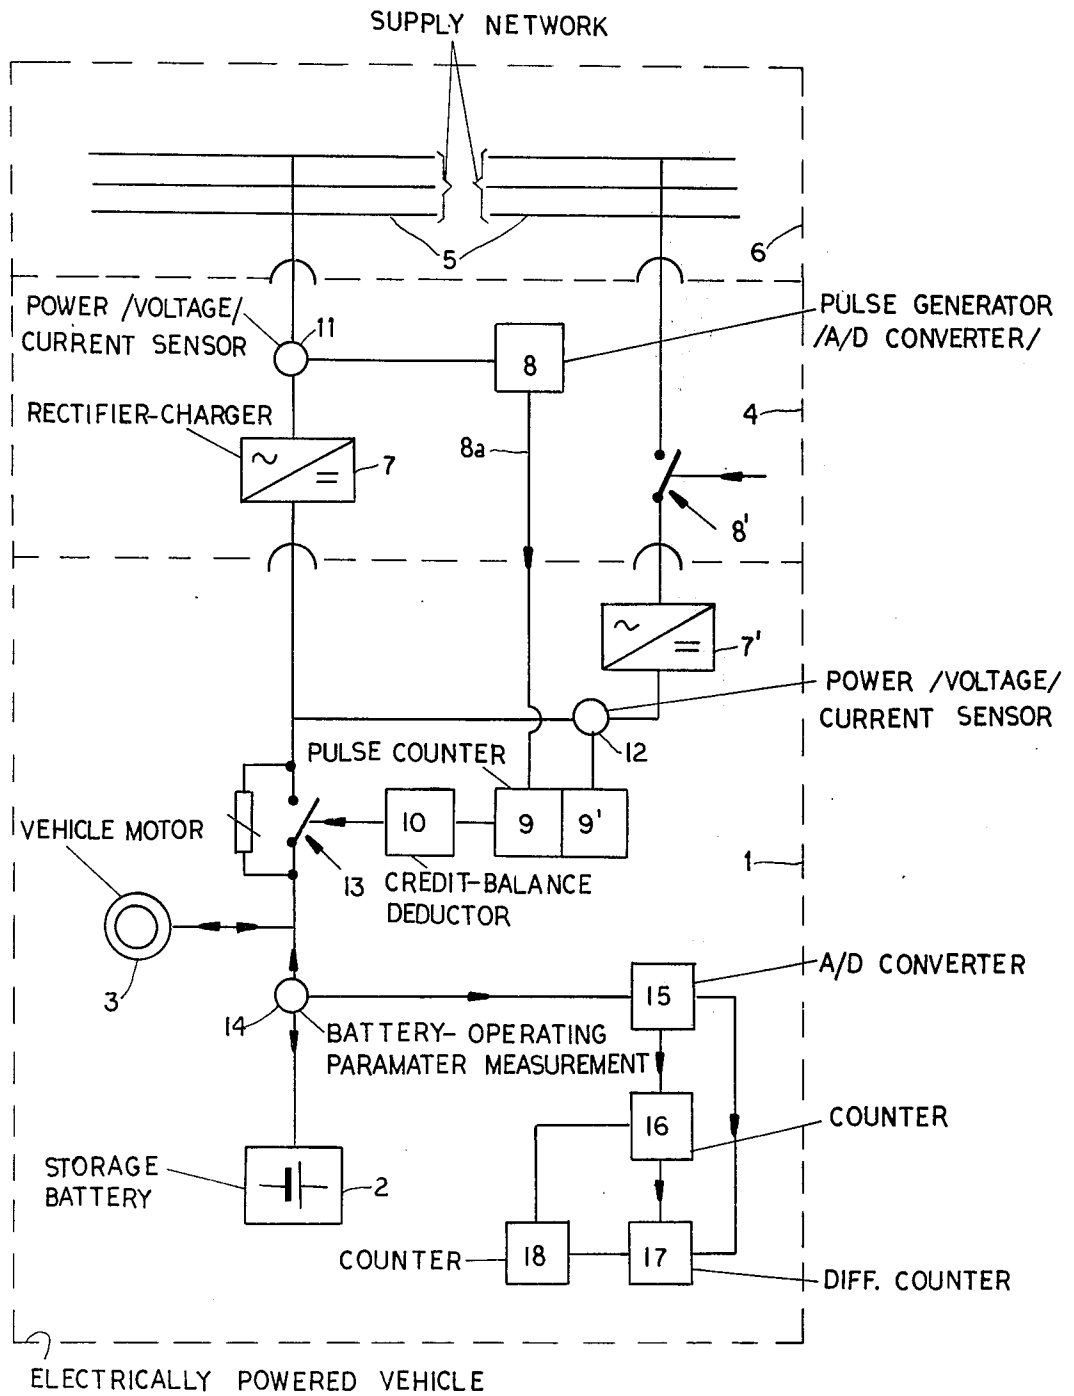 SUPPLY NETWORK
5
6
POWER /VOLTAGE/
CURRENT SENSOR
11
8
PULSE GENERATOR
/A/D CONVERTER/
RECTIFIER-CHARGER
~
=
7
8a
4
8'
~
=
7'
POWER /VOLTAGE/
CURRENT SENSOR
12
PULSE COUNTER
VEHICLE MOTOR
10
9
9'
13
CREDIT-BALANCE
DEDUCTOR
1
3
14
BATTERY-OPERATING
PARAMATER MEASUREMENT
15
A/D CONVERTER
16
COUNTER
STORAGE
BATTERY
2
COUNTER
18
17
DIFF. COUNTER
ELECTRICALLY POWERED VEHICLE